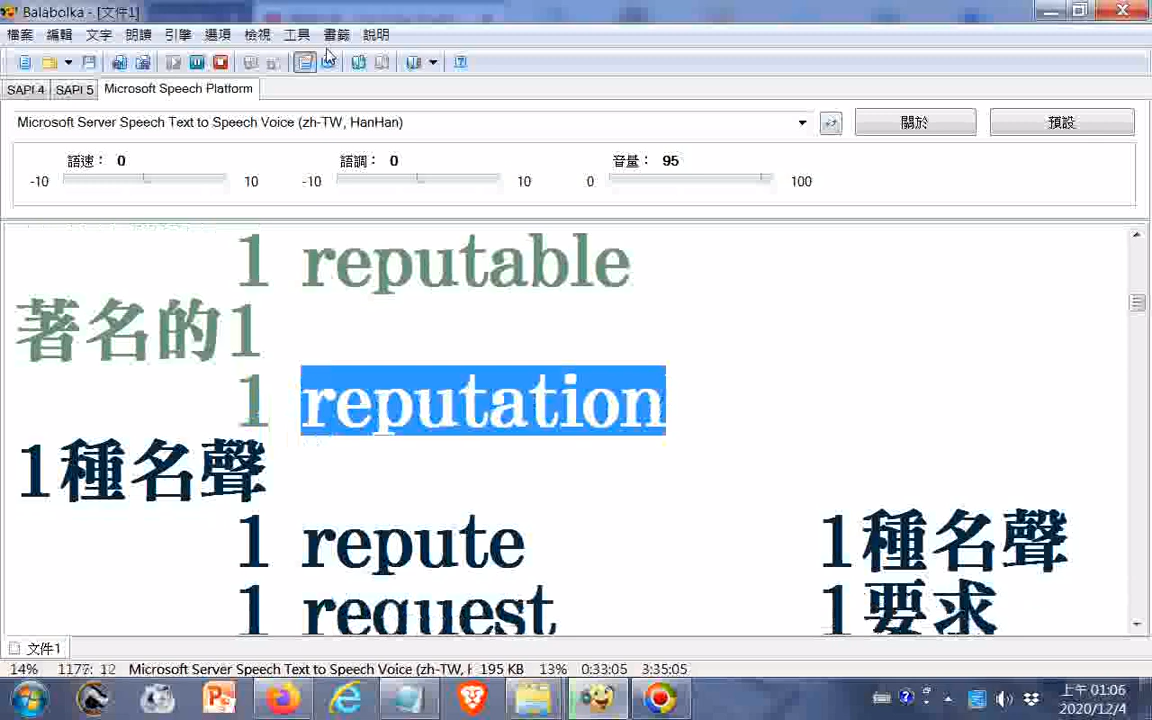 Balabolka - [文件1]
檔案 編輯 文字 朗讀 引擎 選項 檢視 工具 書籤 說明
SAPI 4 SAPI 5 Microsoft Speech Platform
Microsoft Server Speech Text to Speech Voice (zh-TW, HanHan) 關於 預設
語速： 0 語調： 0 音量： 95
-10 10 -10 10 0 100
1 reputable
著名的1
1 reputation
1種名聲
1 repute 1種名聲
1 request 1要求
文件1
14% 1177: 12 Microsoft Server Speech Text to Speech Voice (zh-TW, 195 KB 13% 0:33:05 3:35:05
上午 01:06
2020/12/4